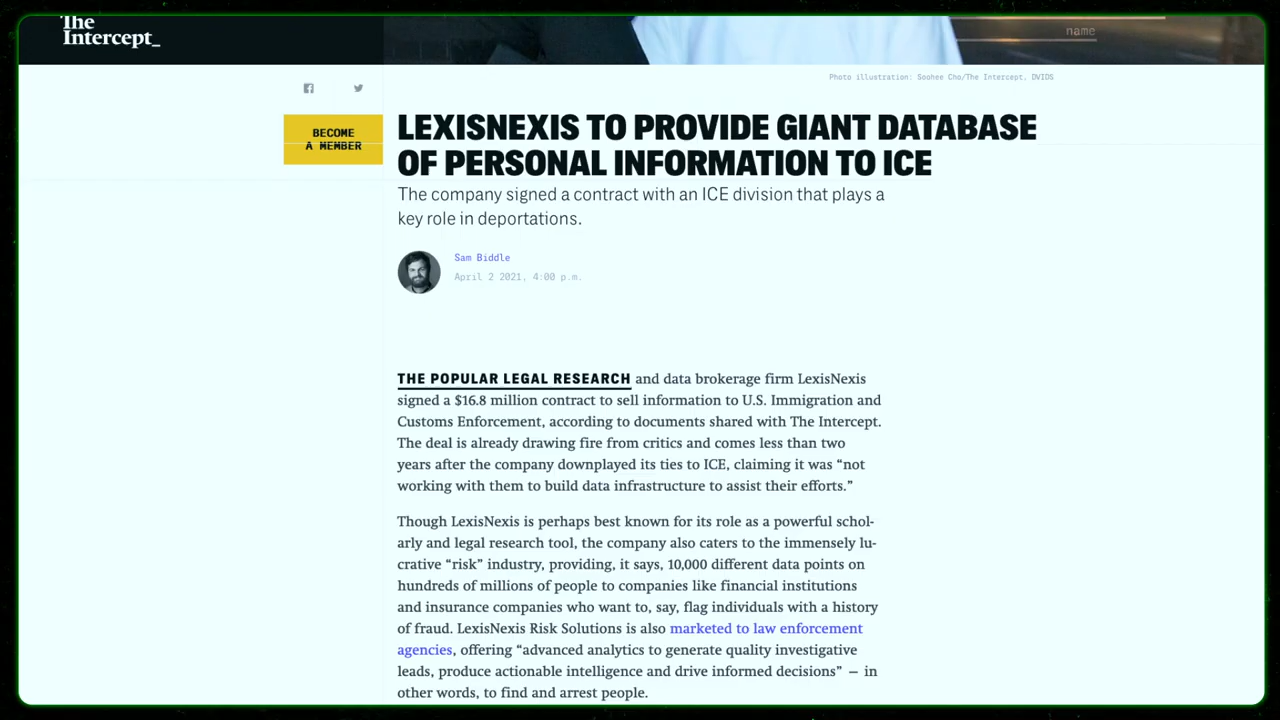 The
Intercept_
name
Photo illustration: Soohee Cho/The Intercept, DVIDS
BECOME
A MEMBER
LEXISNEXIS TO PROVIDE GIANT DATABASE
OF PERSONAL INFORMATION TO ICE
The company signed a contract with an ICE division that plays a
key role in deportations.
Sam Biddle
April 2 2021, 4:00 p.m.
THE POPULAR LEGAL RESEARCH and data brokerage firm LexisNexis
signed a $16.8 million contract to sell information to U.S. Immigration and
Customs Enforcement, according to documents shared with The Intercept.
The deal is already drawing fire from critics and comes less than two
years after the company downplayed its ties to ICE, claiming it was “not
working with them to build data infrastructure to assist their efforts.”
Though LexisNexis is perhaps best known for its role as a powerful schol-
arly and legal research tool, the company also caters to the immensely lu-
crative “risk” industry, providing, it says, 10,000 different data points on
hundreds of millions of people to companies like financial institutions
and insurance companies who want to, say, flag individuals with a history
of fraud. LexisNexis Risk Solutions is also marketed to law enforcement
agencies, offering “advanced analytics to generate quality investigative
leads, produce actionable intelligence and drive informed decisions” — in
other words, to find and arrest people.